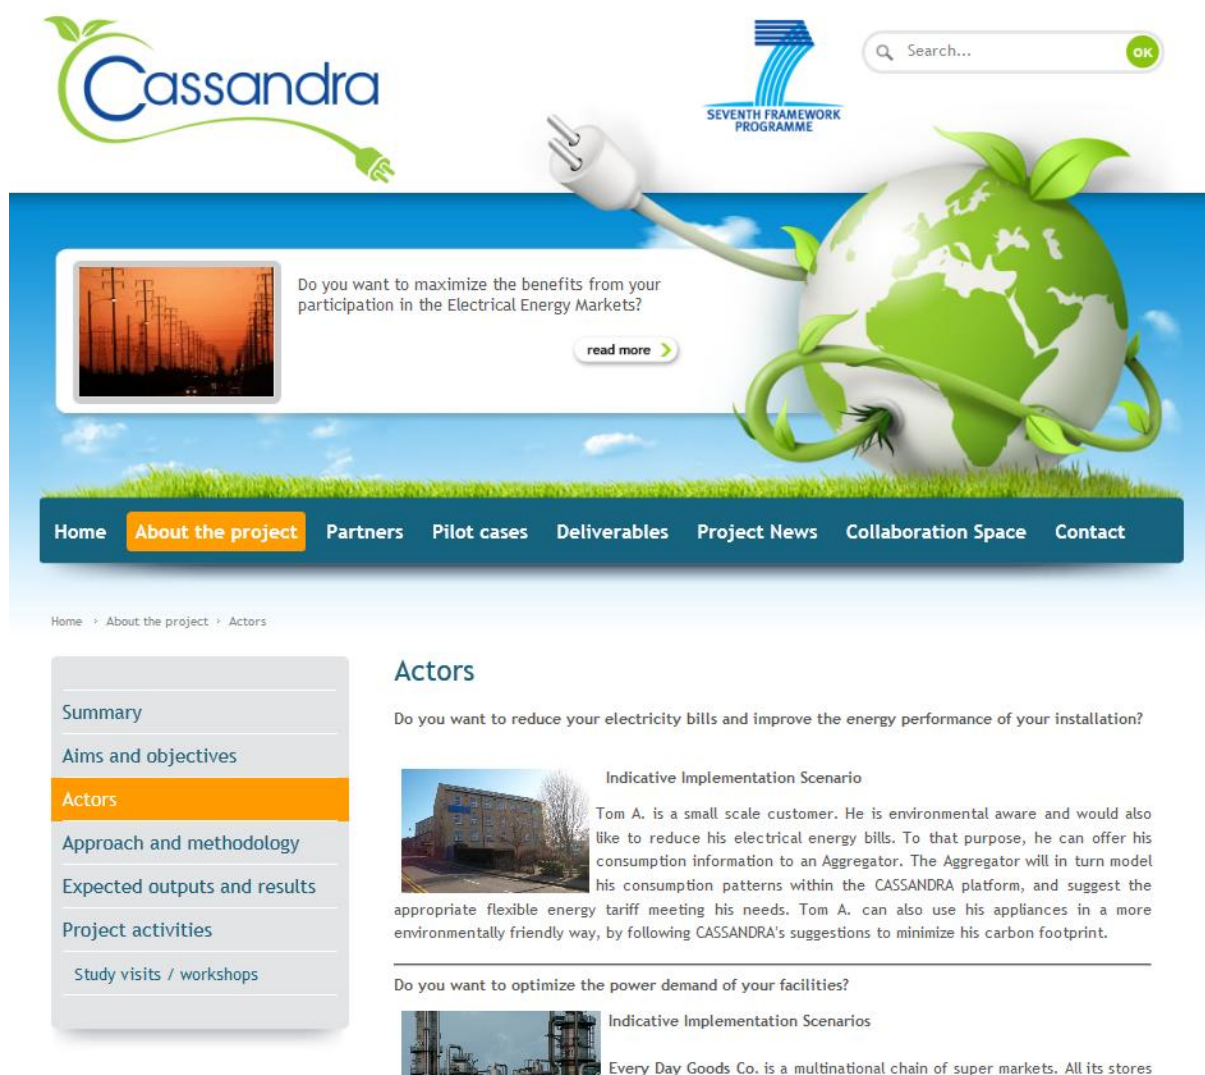 Cassandra
SEVENTH FRAMEWORK
PROGRAMME
Search...
OK
Do you want to maximize the benefits from your
participation in the Electrical Energy Markets?
read more
Home
About the project
Partners
Pilot cases
Deliverables
Project News
Collaboration Space
Contact
Home › About the project › Actors
Summary
Aims and objectives
Actors
Approach and methodology
Expected outputs and results
Project activities
Study visits / workshops
Actors
Do you want to reduce your electricity bills and improve the energy performance of your installation?
Indicative Implementation Scenario
Tom A. is a small scale customer. He is environmental aware and would also
like to reduce his electrical energy bills. To that purpose, he can offer his
consumption information to an Aggregator. The Aggregator will in turn model
his consumption patterns within the CASSANDRA platform, and suggest the
appropriate flexible energy tariff meeting his needs. Tom A. can also use his appliances in a more
environmentally friendly way, by following CASSANDRA's suggestions to minimize his carbon footprint.
Do you want to optimize the power demand of your facilities?
Indicative Implementation Scenarios
Every Day Goods Co. is a multinational chain of super markets. All its stores